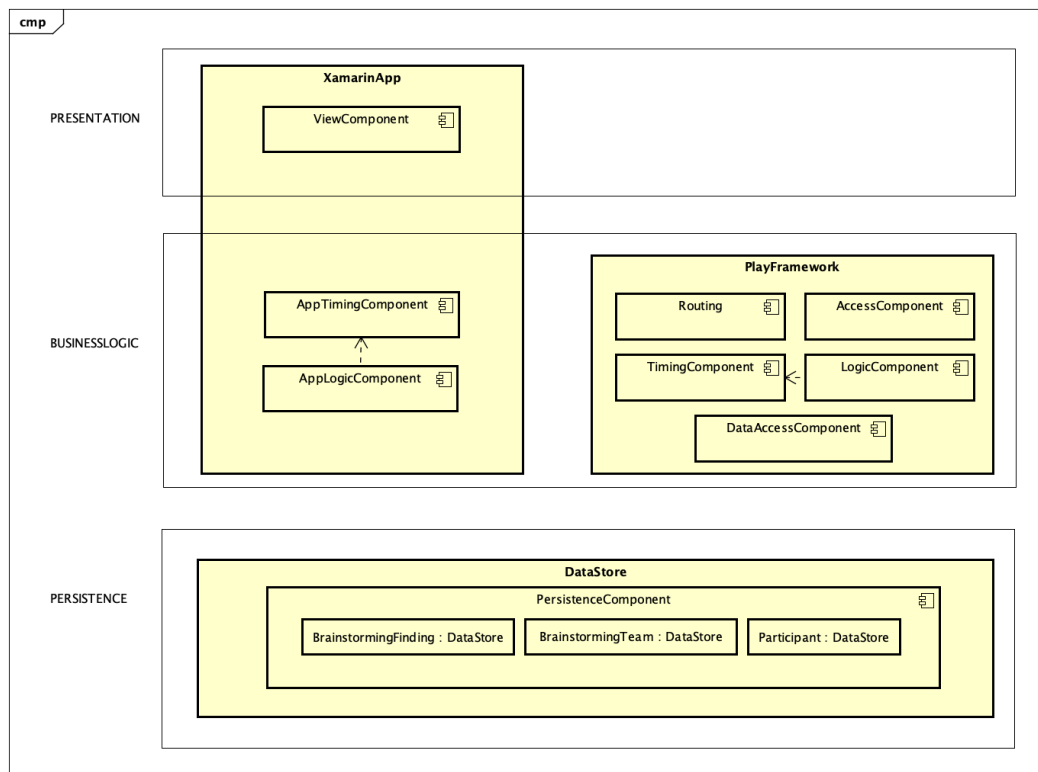 cmp
XamarinApp
PRESENTATION
ViewComponent
PlayFramework
AppTimingComponent
Routing
AccessComponent
BUSINESSLOGIC
AppLogicComponent
TimingComponent
LogicComponent
DataAccessComponent
DataStore
PERSISTENCE
PersistenceComponent
BrainstormingFinding : DataStore
BrainstormingTeam : DataStore
Participant : DataStore